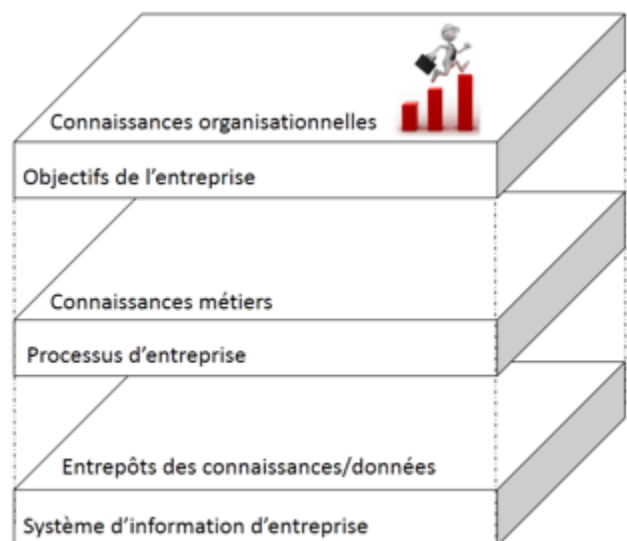 Connaissances organisationnelles
Objectifs de l'entreprise
Connaissances métiers
Processus d'entreprise
Entrepôts des connaissances/données
Système d'information d'entreprise